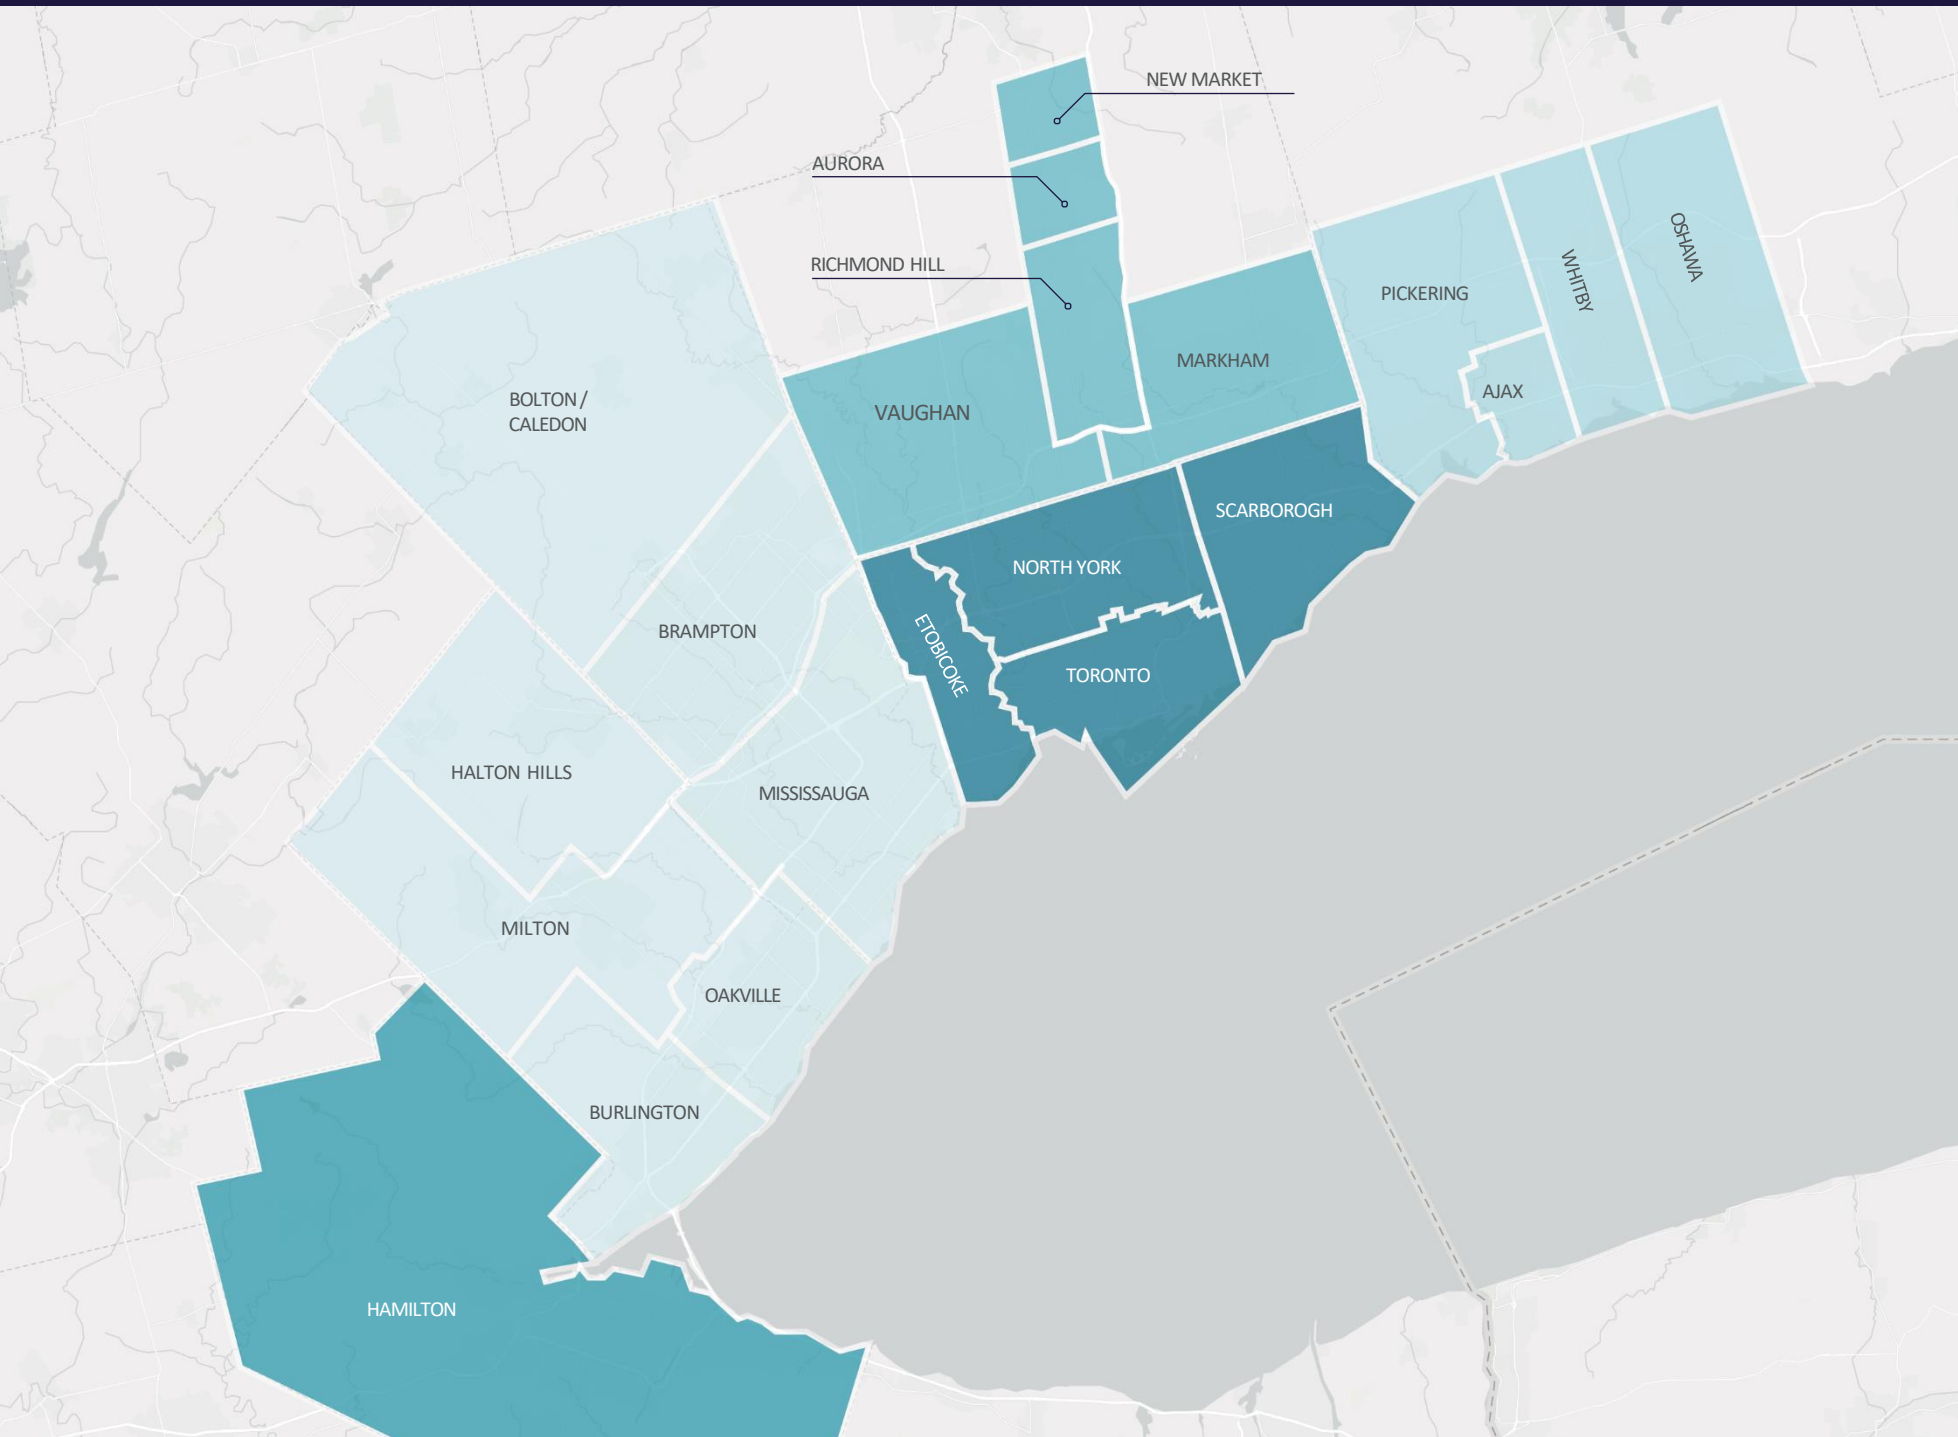 NEW MARKET
AURORA
RICHMOND HILL
OSHAWA
WHITBY
PICKERING
MARKHAM
AJAX
BOLTON /
CALEDON
VAUGHAN
SCARBOROGH
NORTH YORK
BRAMPTON
ETOBICOKE
TORONTO
HALTON HILLS
MISSISSAUGA
MILTON
OAKVILLE
BURLINGTON
HAMILTON